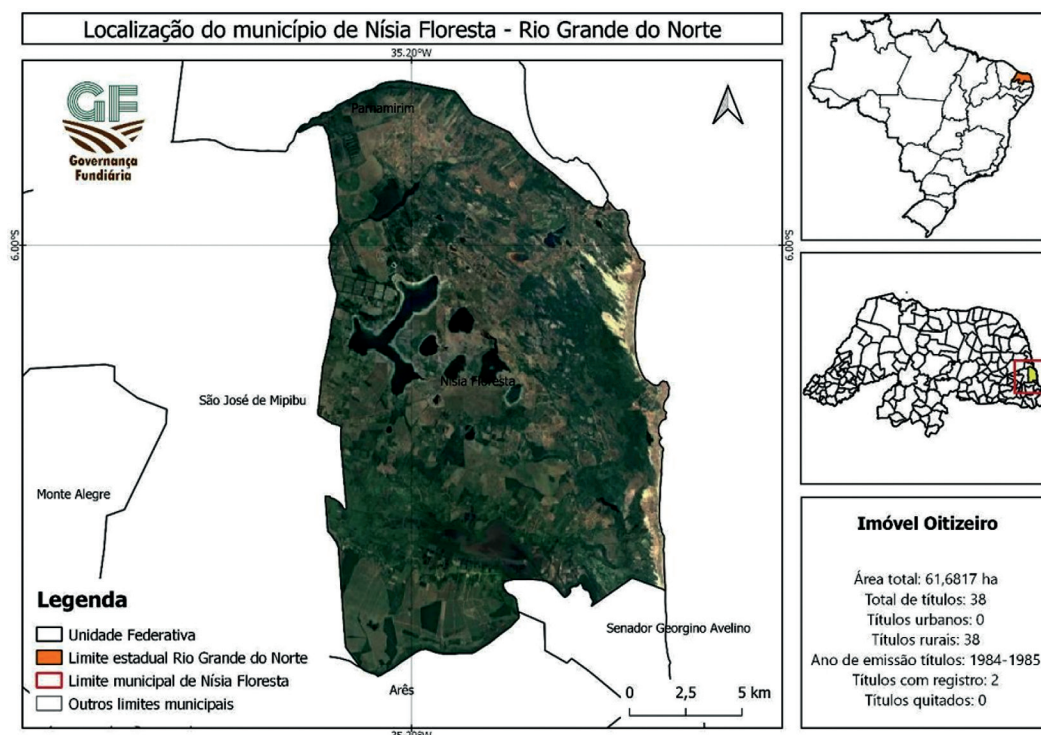 Localização do município de Nísia Floresta - Rio Grande do Norte
35.20°W
GF
Governança
Fundiária
Parnamirim
6.00°S
6.00°S
Nísia Floresta
São José de Mipibu
Monte Alegre
Senador Georgino Avelino
Arês
Legenda
Unidade Federativa
Limite estadual Rio Grande do Norte
Limite municipal de Nísia Floresta
Outros limites municipais
0 2,5 5 km
35.20°W
Imóvel Oitizeiro
Área total: 61,6817 ha
Total de títulos: 38
Títulos urbanos: 0
Títulos rurais: 38
Ano de emissão títulos: 1984-1985
Títulos com registro: 2
Títulos quitados: 0